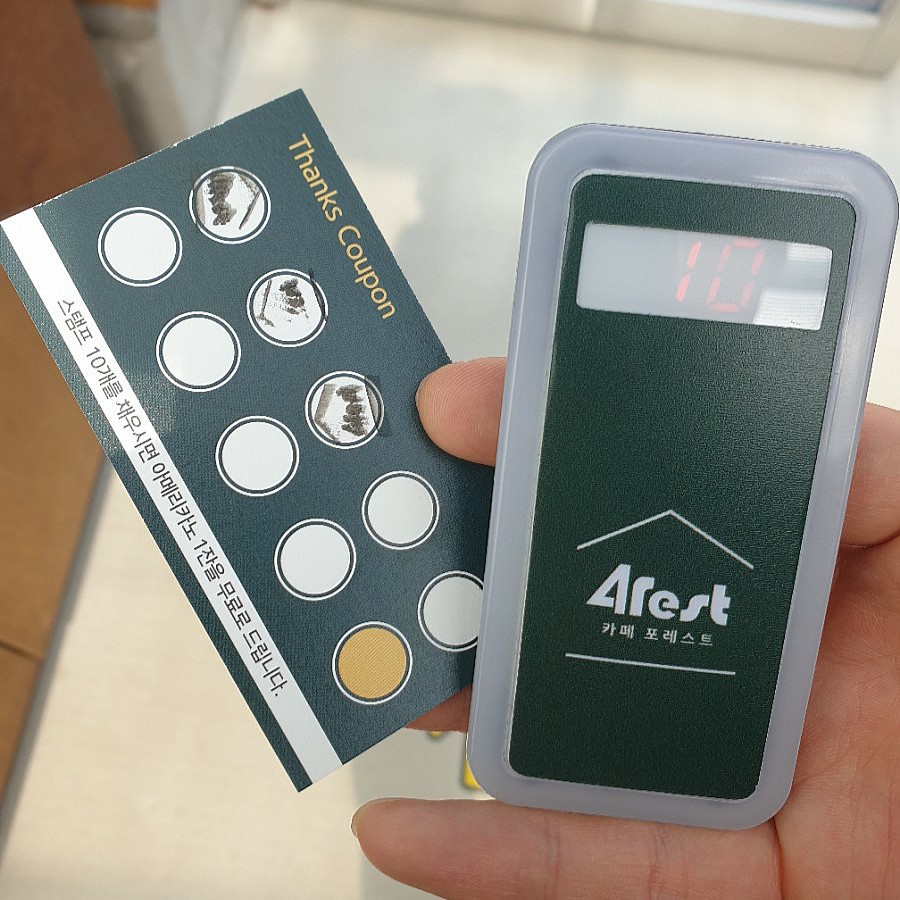 Thanks Coupon
스탬프 10개를 채우시면 아메리카노 1잔을 무료로 드립니다.
10
4rest
카페 포레스트